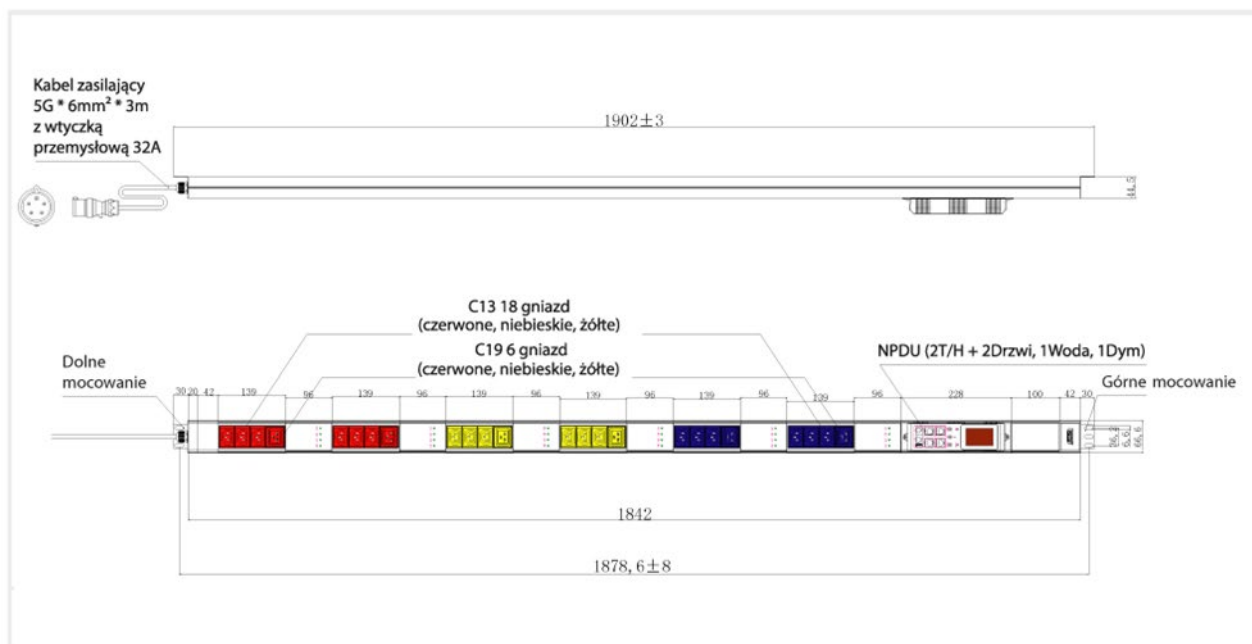 Kabel zasilający
5G * 6mm² * 3m
z wtyczką
przemysłową 32A
1902±3
44,5
C13 18 gniazd
(czerwone, niebieskie, żółte)
C19 6 gniazd
(czerwone, niebieskie, żółte)
NPDU (2T/H + 2Drzwi, 1Woda, 1Dym)
Dolne
mocowanie
Górne mocowanie
30 20 42 139 96 139 96 139 96 139 96 139 96 139 96 228 100 42 30
66,6
1842
1878,6±8